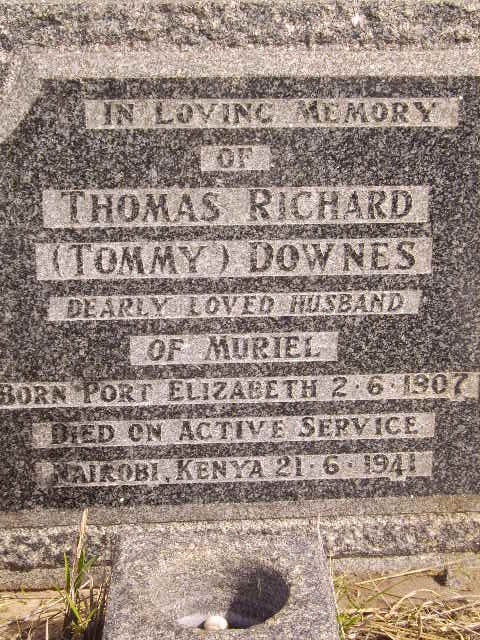 IN LOVING MEMORY
OF
THOMAS RICHARD
(TOMMY) DOWNES
DEARLY LOVED HUSBAND
OF MURIEL
BORN PORT ELIZABETH 2·6·1907
DIED ON ACTIVE SERVICE
NAIROBI, KENYA 21·6·1941